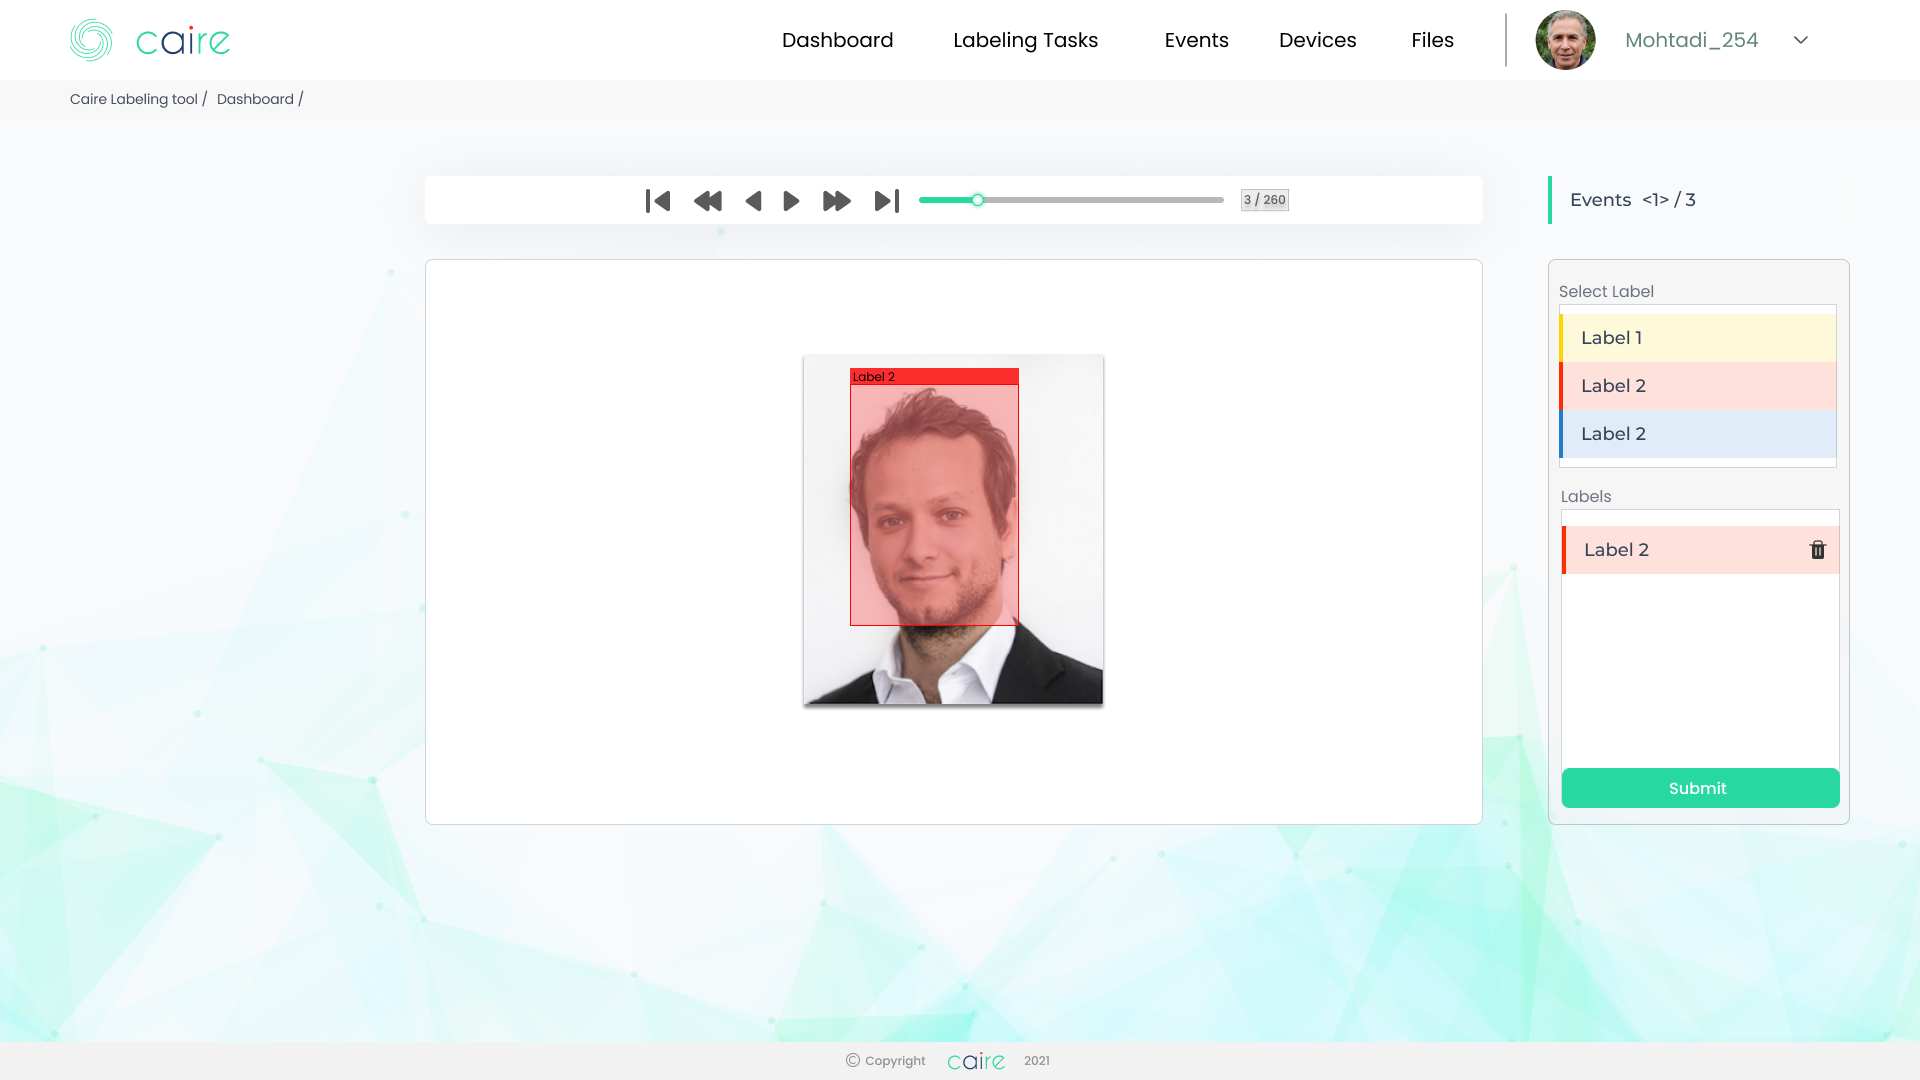 caire
Dashboard
Labeling Tasks
Events
Devices
Files
Mohtadi_254
Caire Labeling tool / Dashboard /
3 / 260
Events <1> / 3
Select Label
Label 1
Label 2
Label 2
Label 2
Labels
Label 2
Submit
© Copyright caire 2021